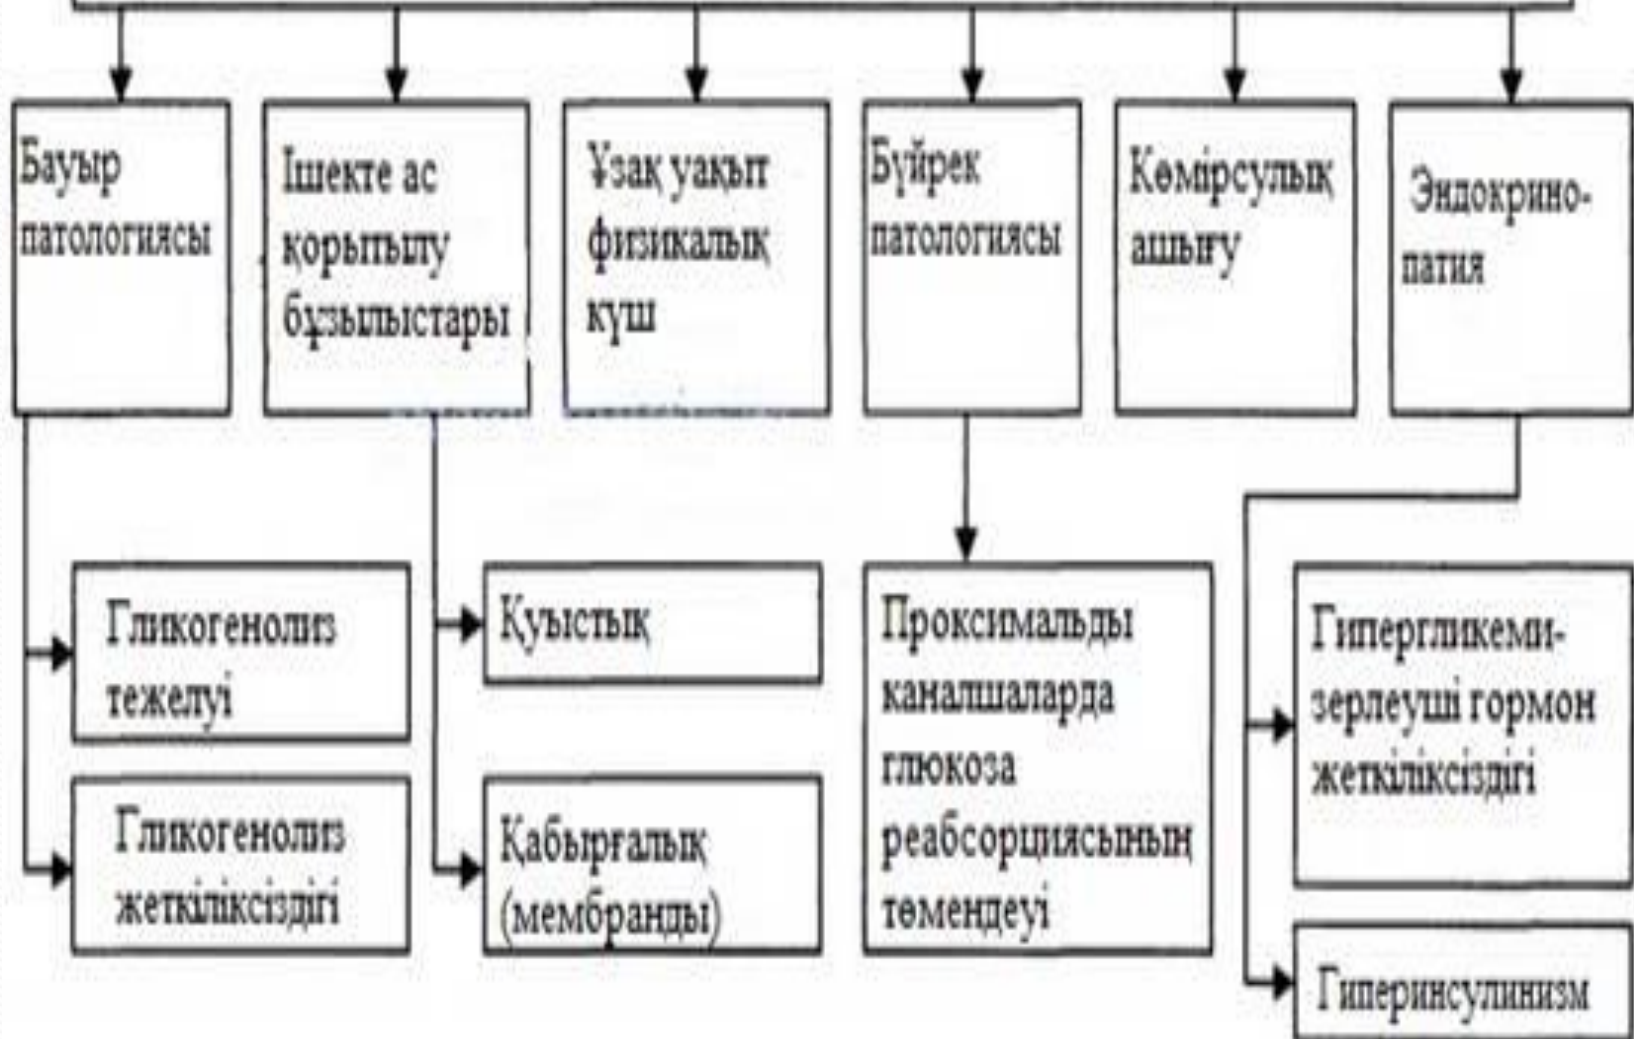 Бауыр
патологиясы
Ішекте ас
қорытылу
бұзылыстары
Ұзақ уақыт
физикалық
күш
Бүйрек
патологиясы
Көмірсулық
ашығу
Эндокрино-
патия
Гликогенолиз
тежелуі
Гликогенолиз
жеткіліксіздігі
Қуыстық
Қабырғалық
(мембранды)
Проксимальды
каналшаларда
глюкоза
реабсорциясының
төмендеуі
Гипергликеми-
зерлеуші гормон
жеткіліксіздігі
Гиперинсулинизм